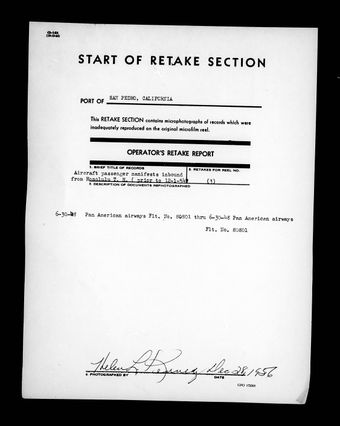 START OF RETAKE SECTION
PORT OF SAN PEDRO, CALIFORNIA
This RETAKE SECTION contains microphotographs of records which were
inadequately reproduced on the original microfilm reel.
OPERATOR'S RETAKE REPORT
1. BRIEF TITLE OF RECORDS
2. RETAKES FOR REEL NO.
Aircraft passenger manifests inbound
from Honolulu T. H. ( prior to 12-1-54) (3)
3. DESCRIPTION OF DOCUMENTS REPHOTOGRAPHED
6-30-48 Pan American airways Flt. No. 80801 thru 6-30-48 Pan American airways
Flt. No. 80801
Helen L. Dec 28, 1956
4. PHOTOGRAPHED BY DATE